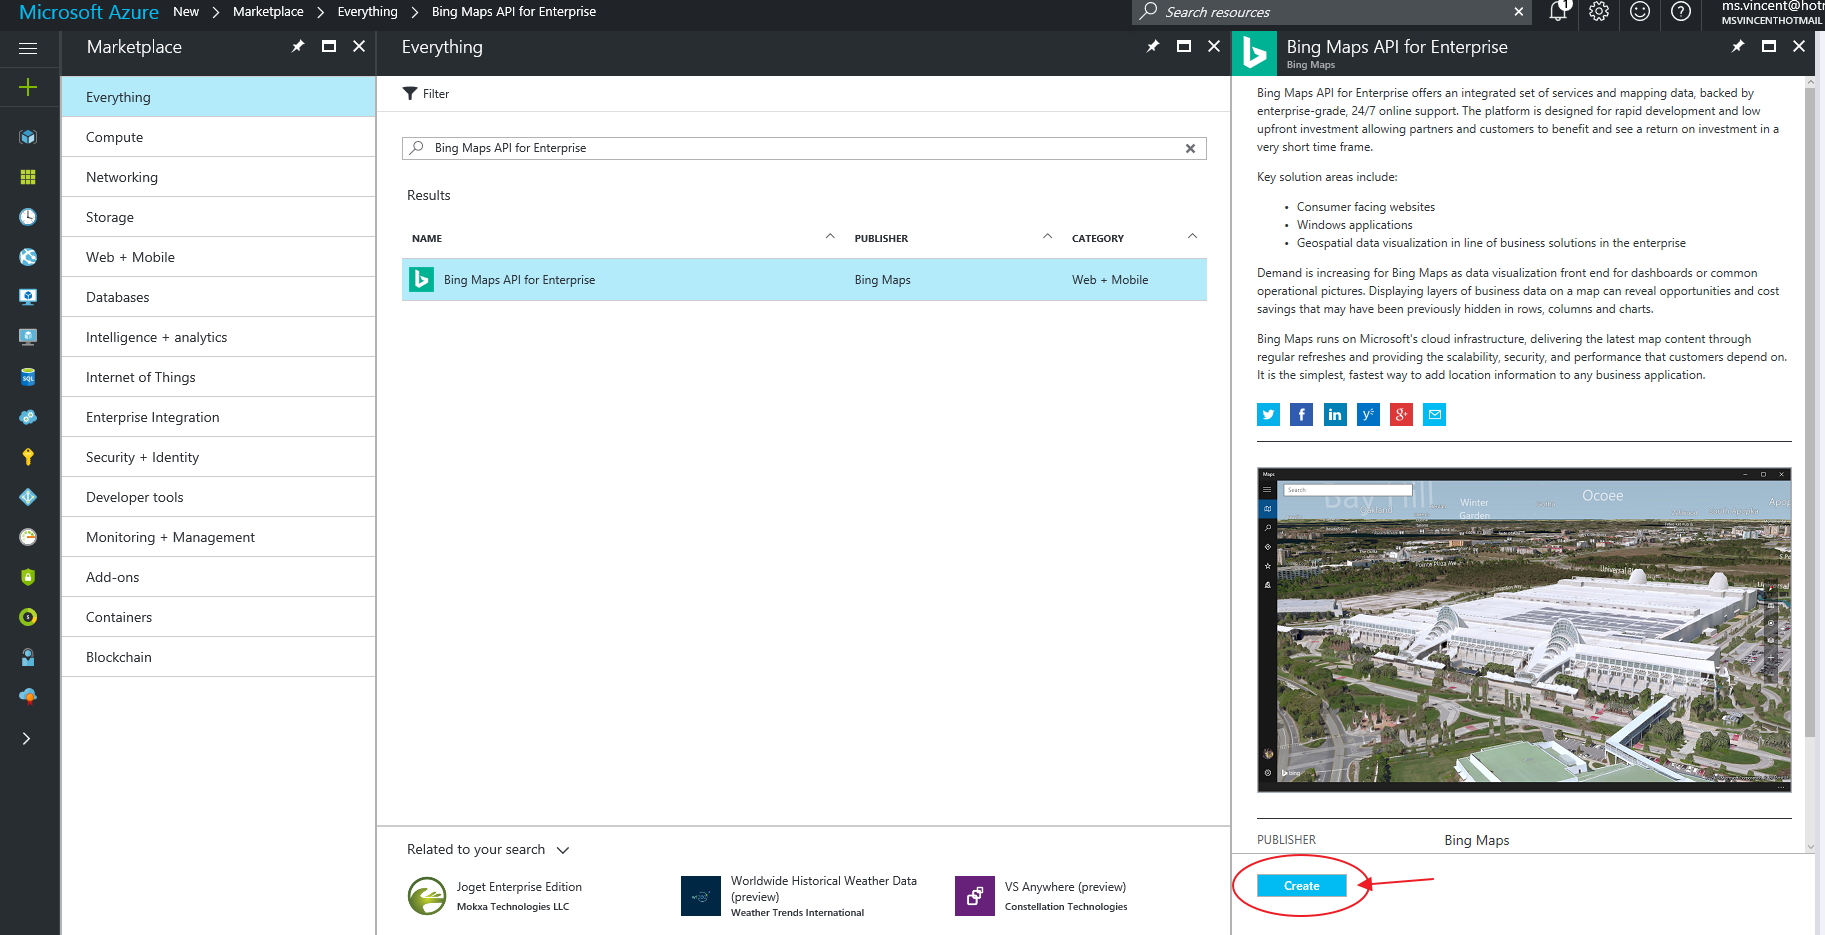 Microsoft Azure New Marketplace Everything Bing Maps API for Enterprise
Search resources
1
ms.vincent@hotr
MSVINCENTHOTMAIL
Marketplace
Everything
Compute
Networking
Storage
Web + Mobile
Databases
Intelligence + analytics
Internet of Things
Enterprise Integration
Security + Identity
Developer tools
Monitoring + Management
Add-ons
Containers
Blockchain
Everything
Filter
Bing Maps API for Enterprise
Results
NAME PUBLISHER CATEGORY
Bing Maps API for Enterprise Bing Maps Web + Mobile
Related to your search
Joget Enterprise Edition
Mokxa Technologies LLC
Worldwide Historical Weather Data
(preview)
Weather Trends International
VS Anywhere (preview)
Constellation Technologies
Bing Maps API for Enterprise
Bing Maps
Bing Maps API for Enterprise offers an integrated set of services and mapping data, backed by
enterprise-grade, 24/7 online support. The platform is designed for rapid development and low
upfront investment allowing partners and customers to benefit and see a return on investment in a
very short time frame.
Key solution areas include:
• Consumer facing websites
• Windows applications
• Geospatial data visualization in line of business solutions in the enterprise
Demand is increasing for Bing Maps as data visualization front end for dashboards or common
operational pictures. Displaying layers of business data on a map can reveal opportunities and cost
savings that may have been previously hidden in rows, columns and charts.
Bing Maps runs on Microsoft's cloud infrastructure, delivering the latest map content through
regular refreshes and providing the scalability, security, and performance that customers depend on.
It is the simplest, fastest way to add location information to any business application.
Maps
Search
Bay Hill
Oakland
Winter
Garden
Ocoee
South Apopka
Pointe Plaza Ave
Universal Bl
Universal
bing
PUBLISHER Bing Maps
Create